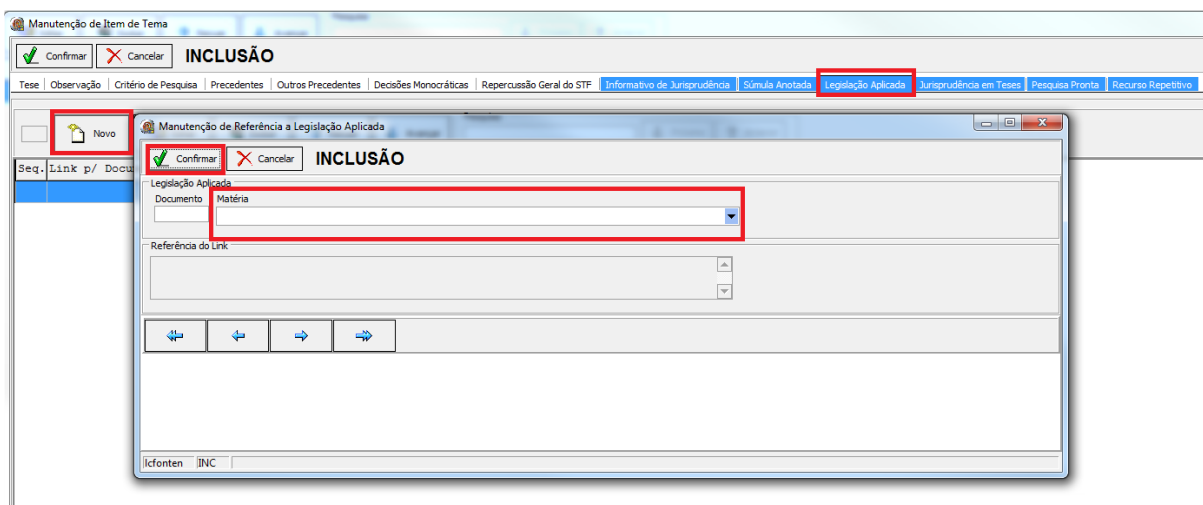 Manutenção de Item de Tema
Confirmar Cancelar INCLUSÃO
Tese Observação Critério de Pesquisa Precedentes Outros Precedentes Decisões Monocráticas Repercussão Geral do STF Informativo de Jurisprudência Súmula Anotada Legislação Aplicada Jurisprudência em Teses Pesquisa Pronta Recurso Repetitivo
Novo
Seq. Link p/ Docu
Manutenção de Referência a Legislação Aplicada
Confirmar Cancelar INCLUSÃO
Legislação Aplicada
Documento Matéria
Referência do Link
lcfonten INC